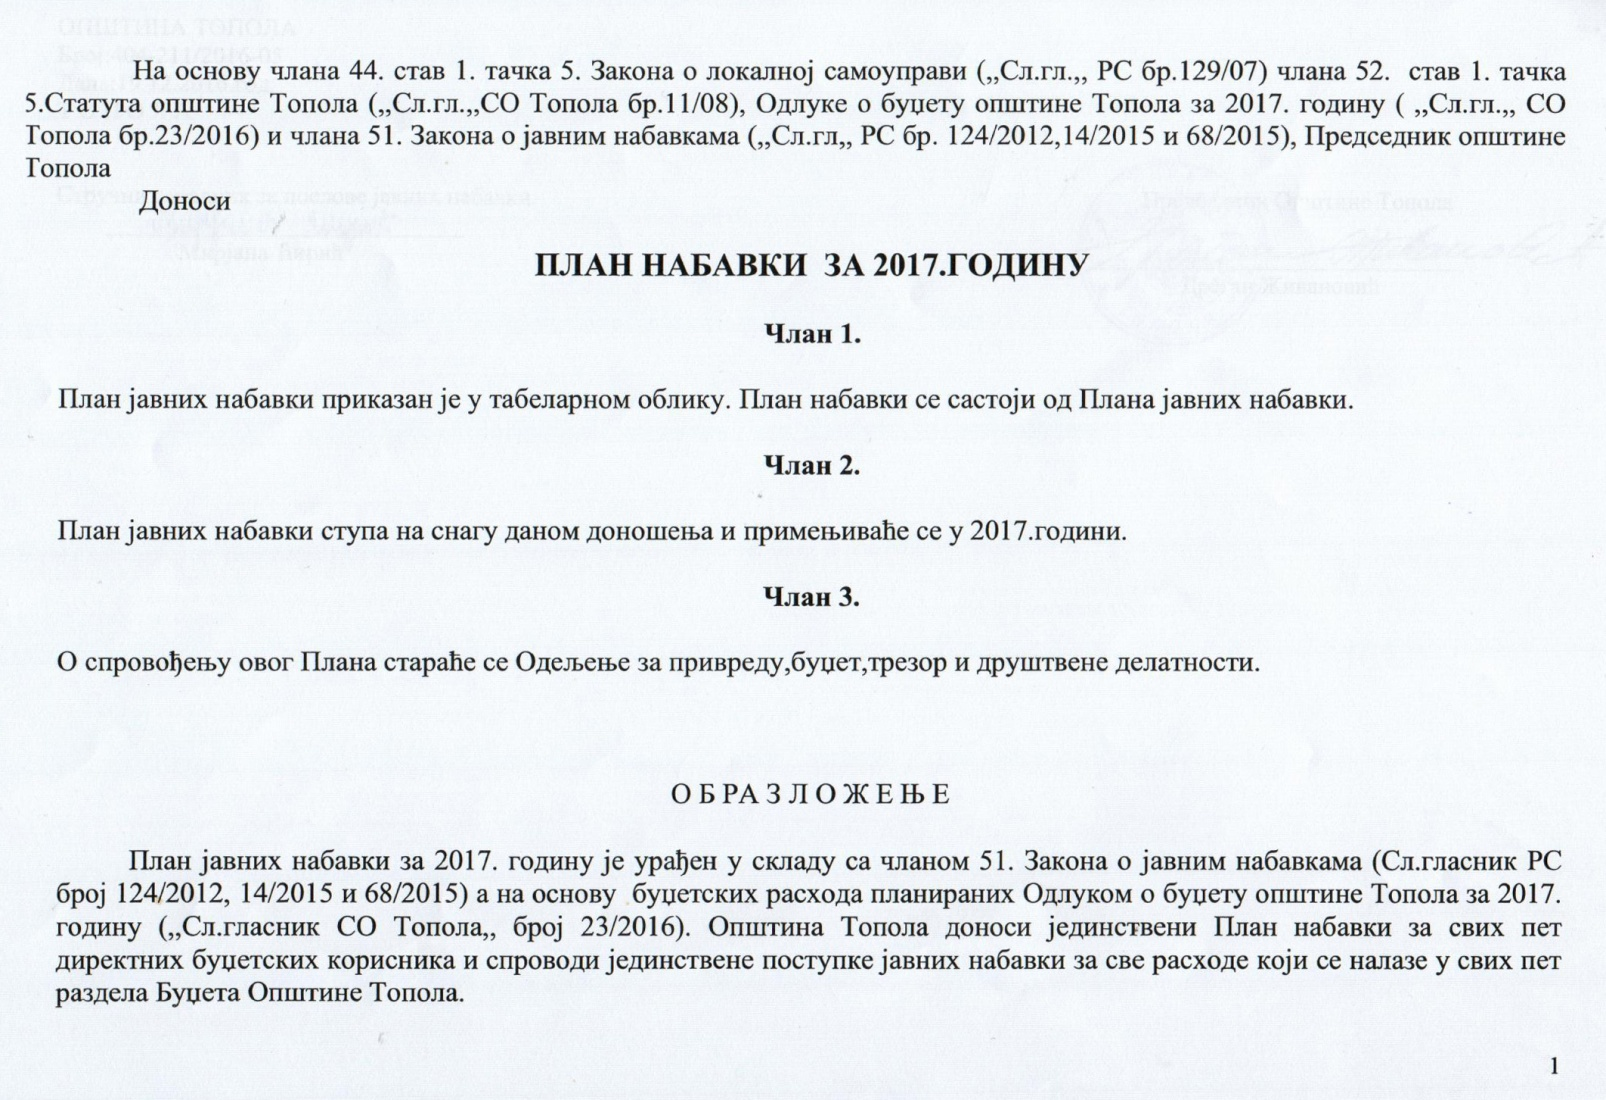 На основу члана 44. став 1. тачка 5. Закона о локалној самоуправи (,,Сл.гл.,, РС бр.129/07) члана 52. став 1. тачка
5.Статута општине Топола (,,Сл.гл.,,СО Топола бр.11/08), Одлуке о буџету општине Топола за 2017. годину ( ,,Сл.гл.,, СО
Топола бр.23/2016) и члана 51. Закона о јавним набавкама (,,Сл.гл,, РС бр. 124/2012,14/2015 и 68/2015), Председник општине
Топола
Доноси
ПЛАН НАБАВКИ ЗА 2017.ГОДИНУ
Члан 1.
План јавних набавки приказан је у табеларном облику. План набавки се састоји од Плана јавних набавки.
Члан 2.
План јавних набавки ступа на снагу даном доношења и примењиваће се у 2017.години.
Члан 3.
О спровођењу овог Плана стараће се Одељење за привреду,буџет,трезор и друштвене делатности.
О Б Р А З Л О Ж Е Њ Е
План јавних набавки за 2017. годину је урађен у складу са чланом 51. Закона о јавним набавкама (Сл.гласник РС
број 124/2012, 14/2015 и 68/2015) а на основу буџетских расхода планираних Одлуком о буџету општине Топола за 2017.
годину (,,Сл.гласник СО Топола,, број 23/2016). Општина Топола доноси јединствени План набавки за свих пет
директних буџетских корисника и спроводи јединствене поступке јавних набавки за све расходе који се налазе у свих пет
раздела Буџета Општине Топола.
1